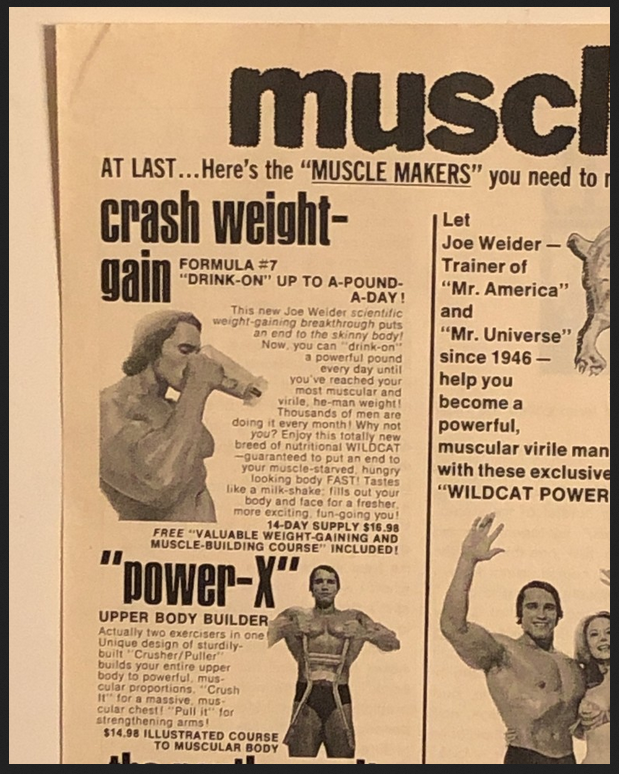 muscl
AT LAST...Here's the "MUSCLE MAKERS" you need to
crash weight-
gain
FORMULA #7
"DRINK-ON" UP TO A-POUND-
A-DAY!
This new Joe Weider scientific
weight-gaining breakthrough puts
an end to the skinny body!
Now, you can "drink-on"
a powerful pound
every day until
you've reached your
most muscular and
virile, he-man weight!
Thousands of men are
doing it every month! Why not
you? Enjoy this totally new
breed of nutritional WILDCAT
—guaranteed to put an end to
your muscle-starved, hungry
looking body FAST! Tastes
like a milk-shake; fills out your
body and face for a fresher,
more exciting, fun-going you!
14-DAY SUPPLY $16.98
FREE "VALUABLE WEIGHT-GAINING AND
MUSCLE-BUILDING COURSE" INCLUDED!
"power-X"
UPPER BODY BUILDER
Actually two exercisers in one!
Unique design of sturdily-
built "Crusher/Puller"
builds your entire upper
body to powerful, mus-
cular proportions. "Crush
It" for a massive, mus-
cular chest! "Pull it" for
strengthening arms!
$14.98 ILLUSTRATED COURSE
TO MUSCULAR BODY
Let
Joe Weider —
Trainer of
"Mr. America"
and
"Mr. Universe"
since 1946 —
help you
become a
powerful,
muscular virile man
with these exclusive
"WILDCAT POWER